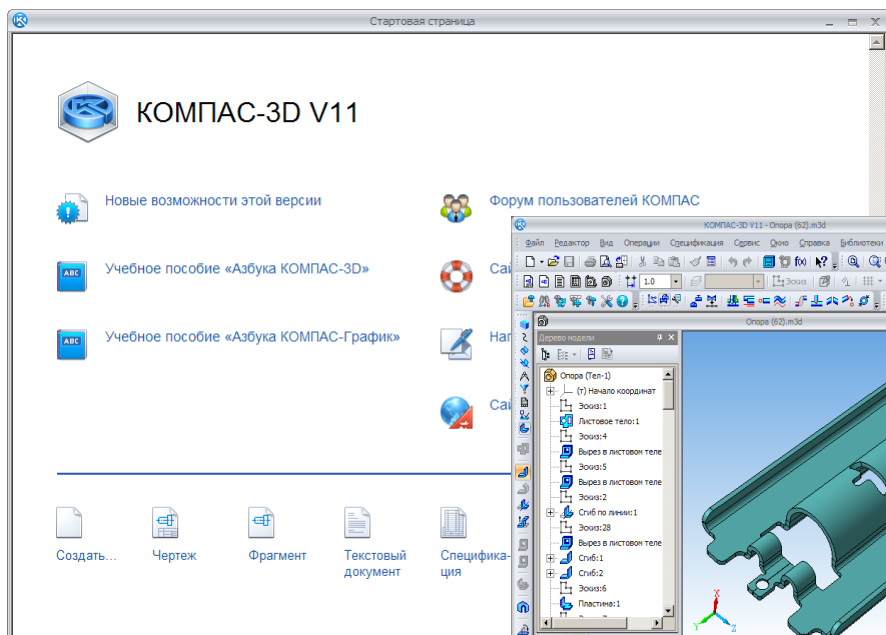 Стартовая страница
КОМПАС-3D V11
Новые возможности этой версии
Форум пользователей КОМПАС
Учебное пособие «Азбука КОМПАС-3D»
Учебное пособие «Азбука КОМПАС-График»
Создать...
Чертеж
Фрагмент
Текстовый
документ
Специфика-
ция
КОМПАС-3D V11 - Опора (62).m3d
Файл Редактор Вид Операции Спецификация Сервис Окно Справка Библиотеки
1.0
Эскиз
Опора (62).m3d
Дерево модели
Опора (Тел-1)
(т) Начало координат
Эскиз:1
Листовое тело:1
Эскиз:4
Вырез в листовом теле
Эскиз:5
Вырез в листовом теле
Эскиз:2
Сгиб по линии:1
Эскиз:28
Вырез в листовом теле
Сгиб:1
Сгиб:2
Эскиз:6
Пластина:1
X
Y
Z